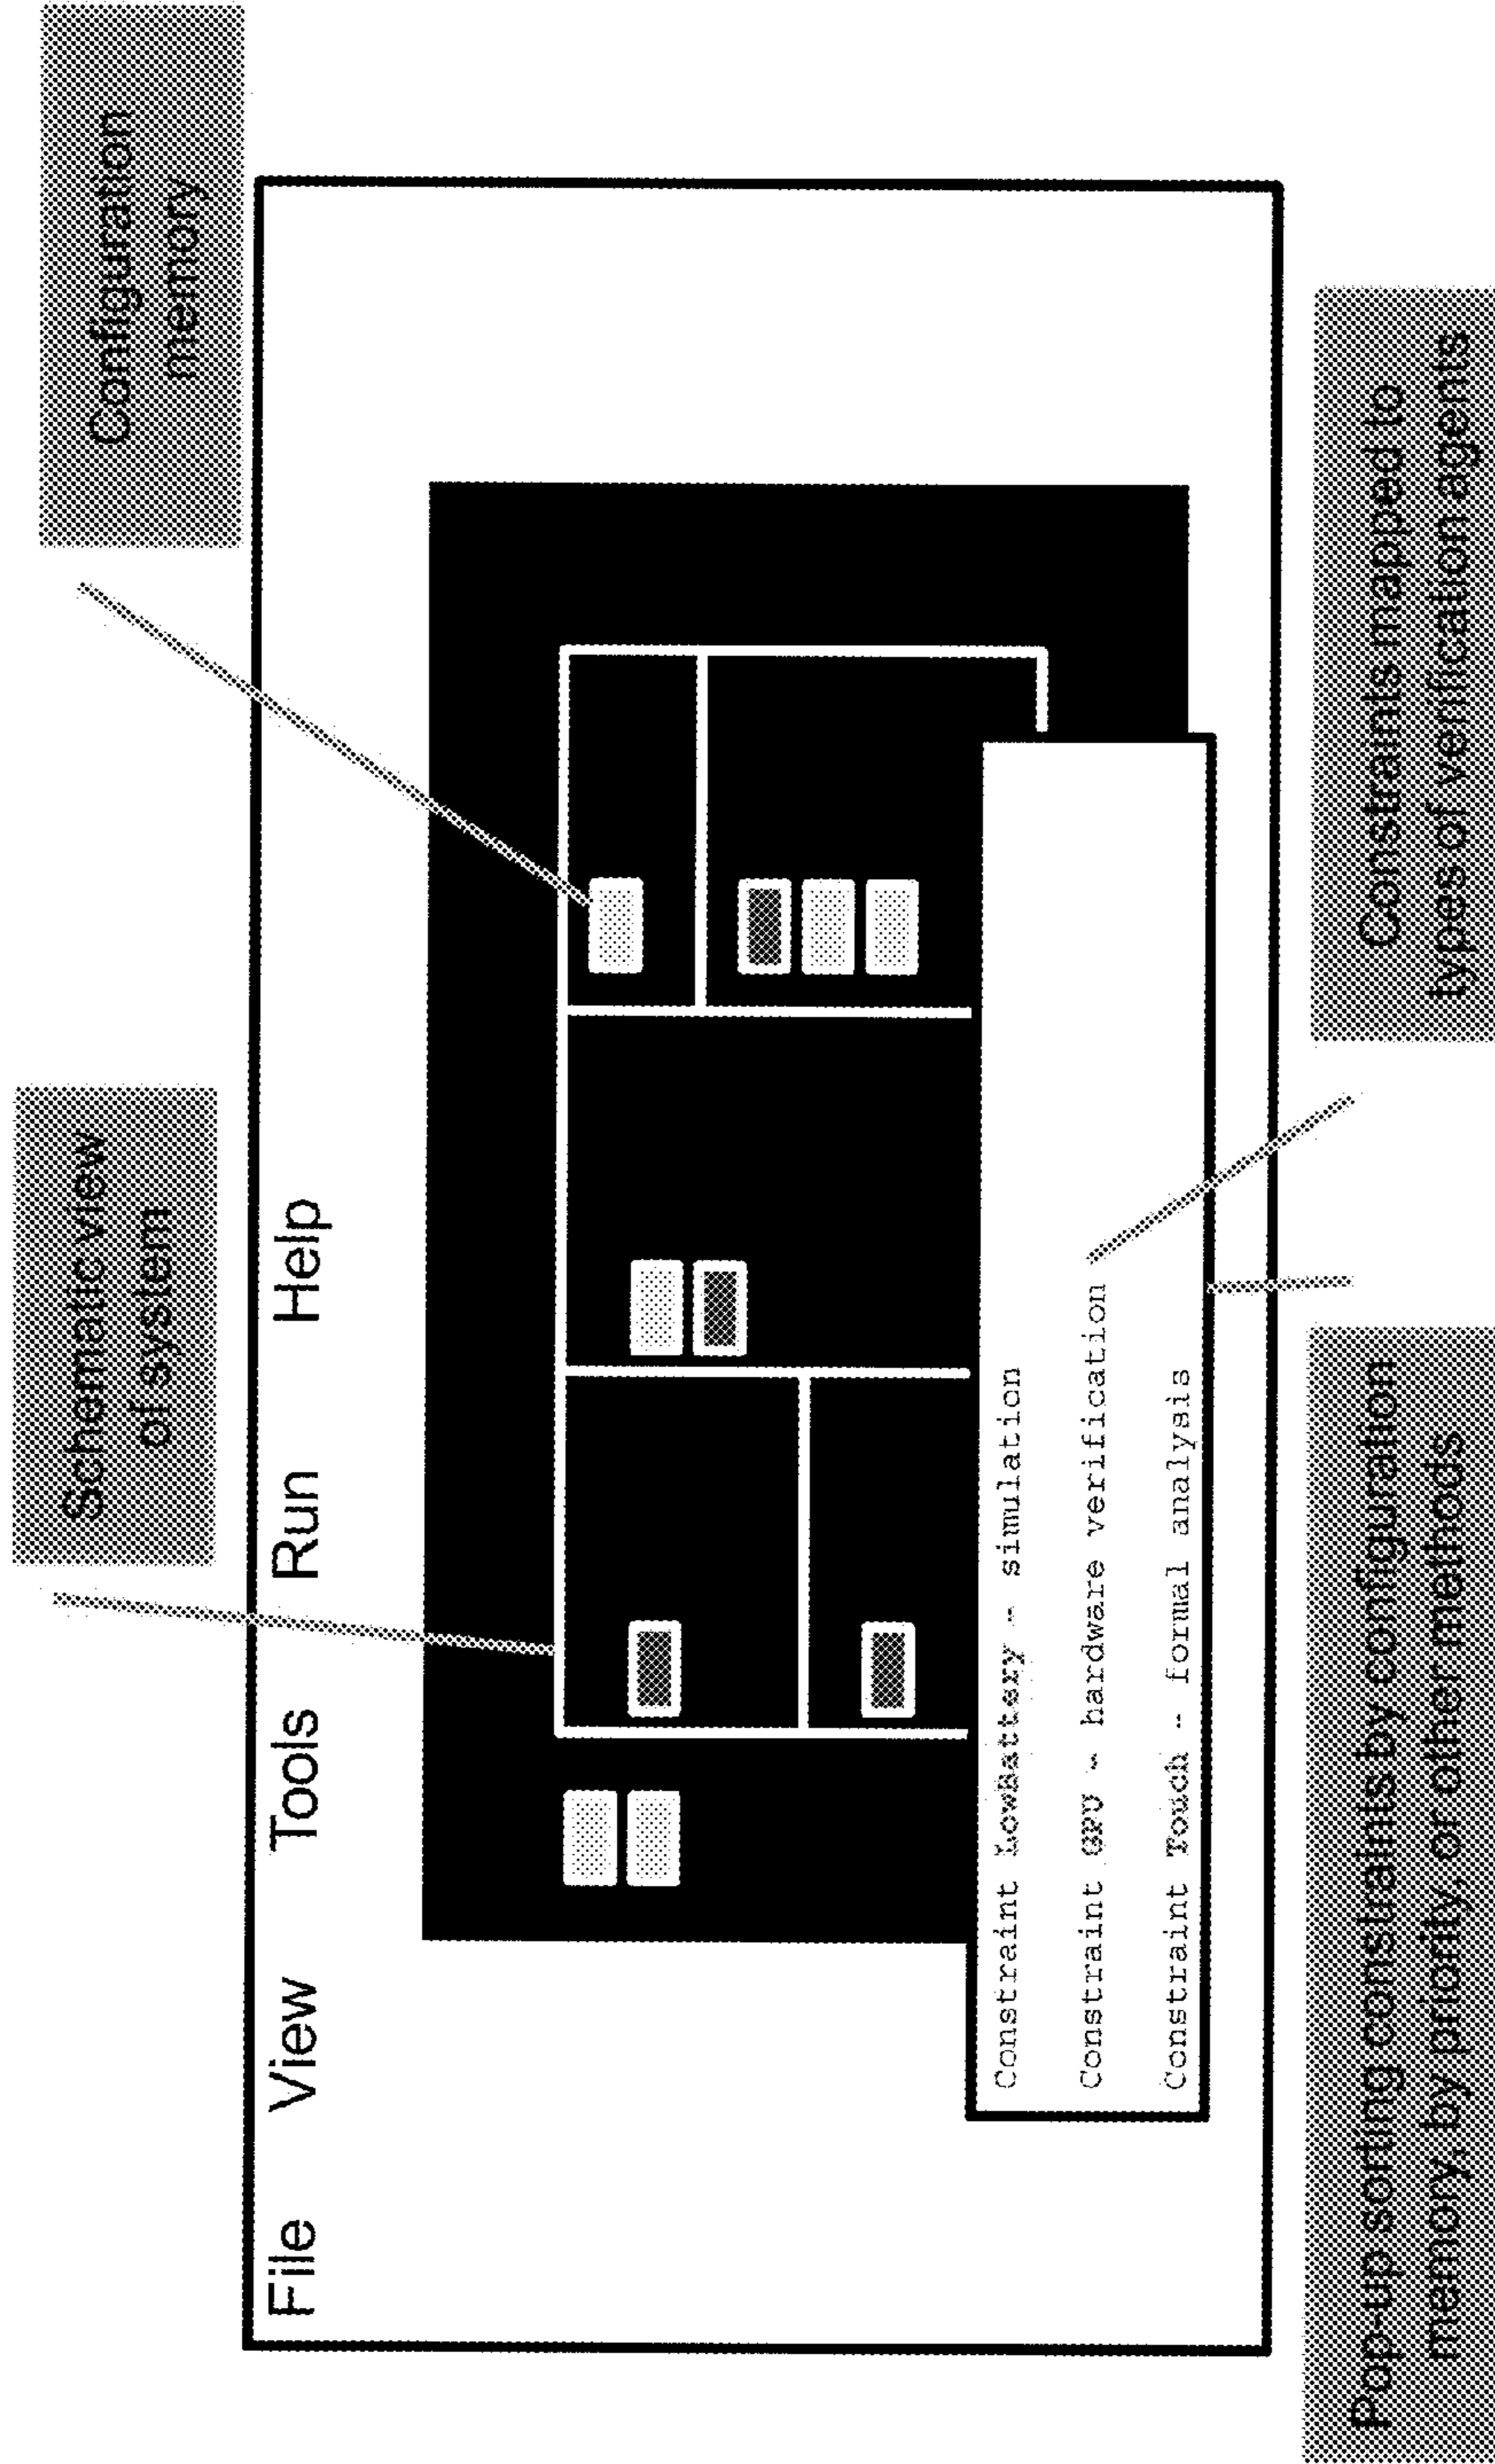 Schematic view
of system
Configuration
memory
File View Tools Run Help
Constraint LowBattery - simulation
Constraint GPU - hardware verification
Constraint Touch - formal analysis
Pop-up sorting constraints by configuration
memory, by priority, or other methods
Constraints mapped to
types of verification agents